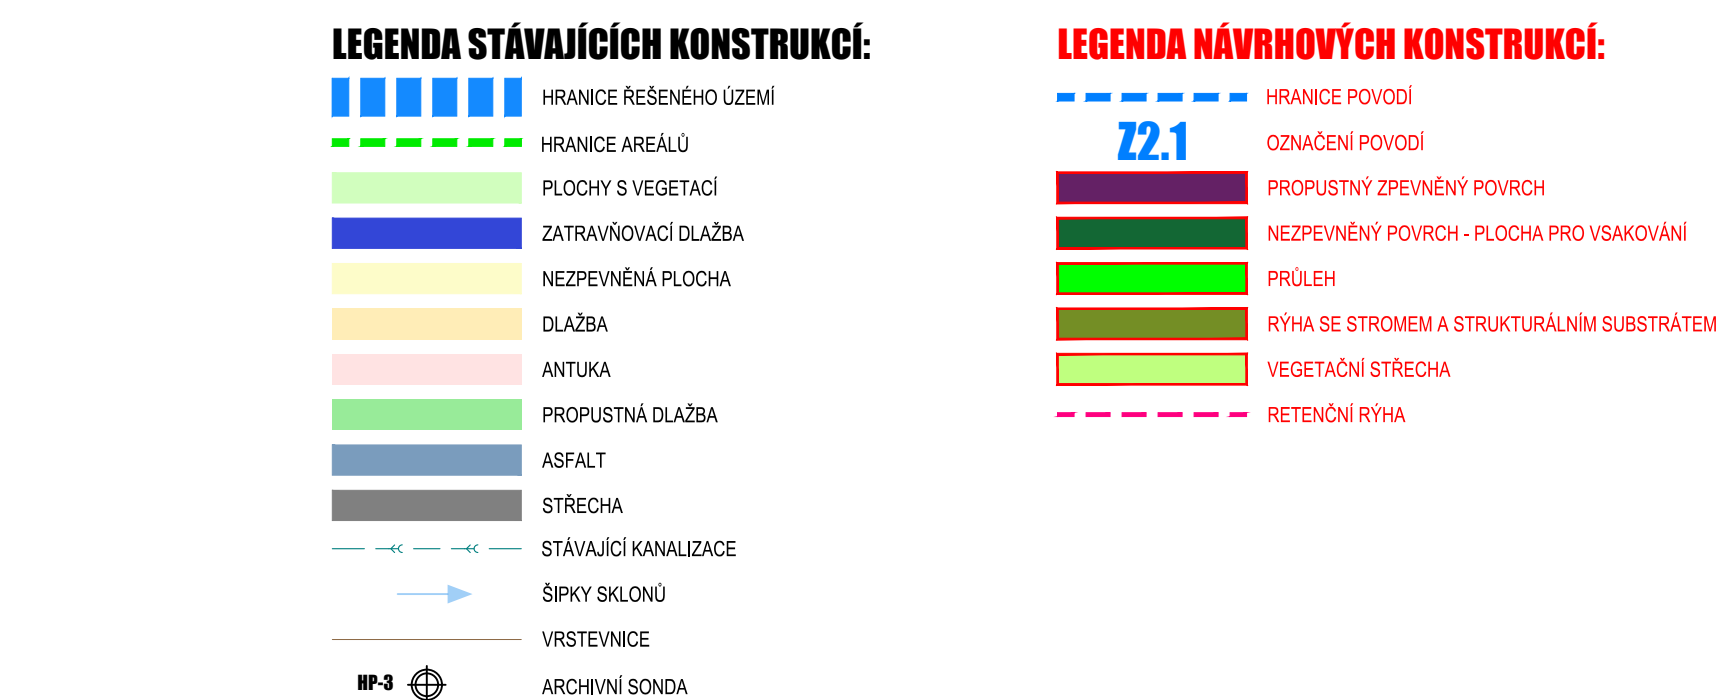 LEGENDA STÁVAJÍCÍCH KONSTRUKCÍ:
HRANICE ŘEŠENÉHO ÚZEMÍ
HRANICE AREÁLŮ
PLOCHY S VEGETACÍ
ZATRAVŇOVACÍ DLAŽBA
NEZPEVNĚNÁ PLOCHA
DLAŽBA
ANTUKA
PROPUSTNÁ DLAŽBA
ASFALT
STŘECHA
STÁVAJÍCÍ KANALIZACE
ŠIPKY SKLONŮ
VRSTEVNICE
HP-3 ARCHIVNÍ SONDA
LEGENDA NÁVRHOVÝCH KONSTRUKCÍ:
HRANICE POVODÍ
Z2.1 OZNAČENÍ POVODÍ
PROPUSTNÝ ZPEVNĚNÝ POVRCH
NEZPEVNĚNÝ POVRCH - PLOCHA PRO VSAKOVÁNÍ
PRŮLEH
RÝHA SE STROMEM A STRUKTURÁLNÍM SUBSTRÁTEM
VEGETAČNÍ STŘECHA
RETENČNÍ RÝHA